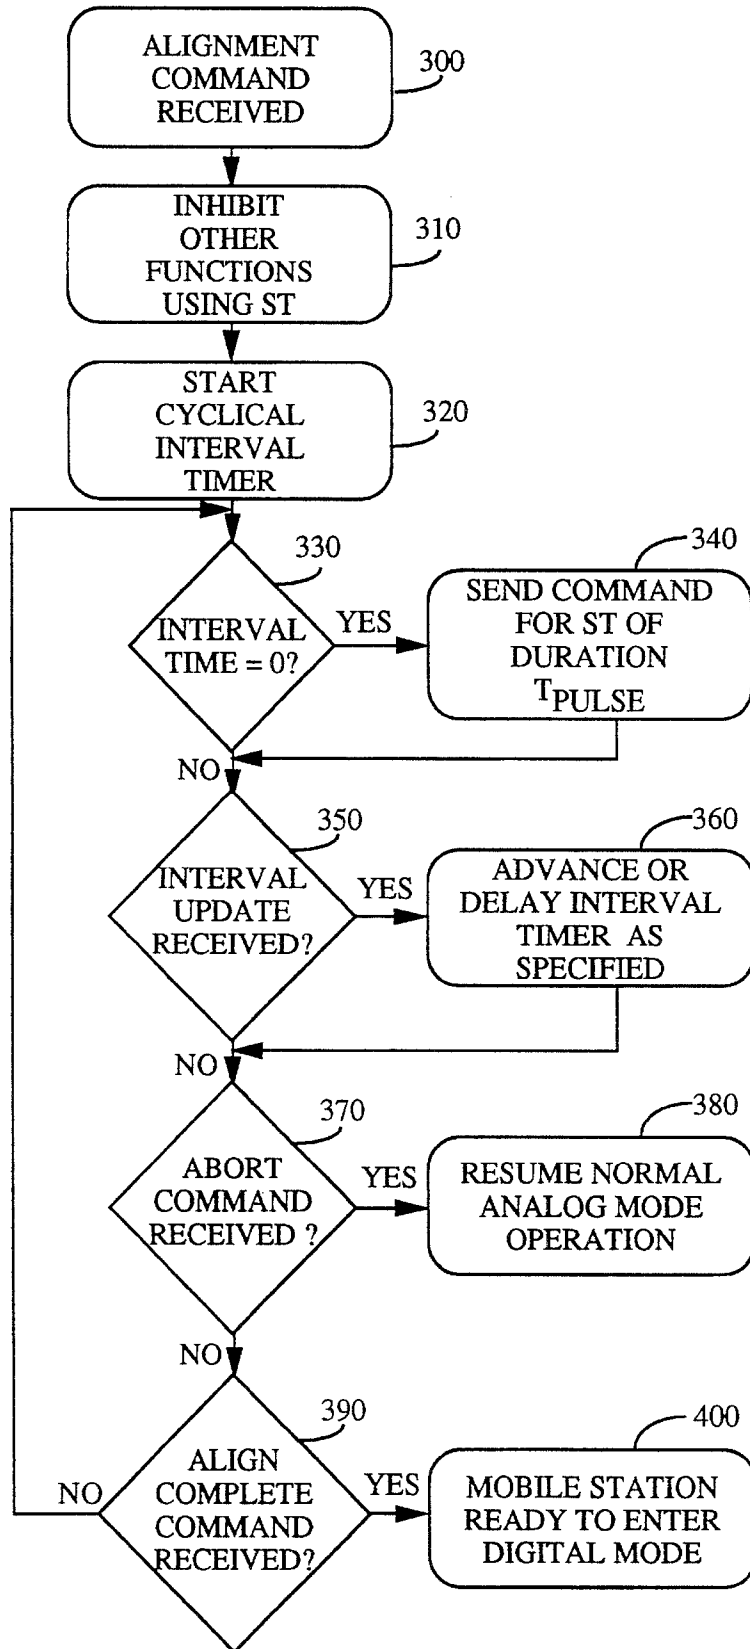 ALIGNMENT
COMMAND
RECEIVED
300
INHIBIT
OTHER
FUNCTIONS
USING ST
310
START
CYCLICAL
INTERVAL
TIMER
320
330
INTERVAL
TIME = 0?
YES
340
SEND COMMAND
FOR ST OF
DURATION
TPULSE
NO
350
INTERVAL
UPDATE
RECEIVED?
YES
360
ADVANCE OR
DELAY INTERVAL
TIMER AS
SPECIFIED
NO
370
ABORT
COMMAND
RECEIVED ?
YES
380
RESUME NORMAL
ANALOG MODE
OPERATION
NO
390
ALIGN
COMPLETE
COMMAND
RECEIVED?
NO
YES
400
MOBILE STATION
READY TO ENTER
DIGITAL MODE